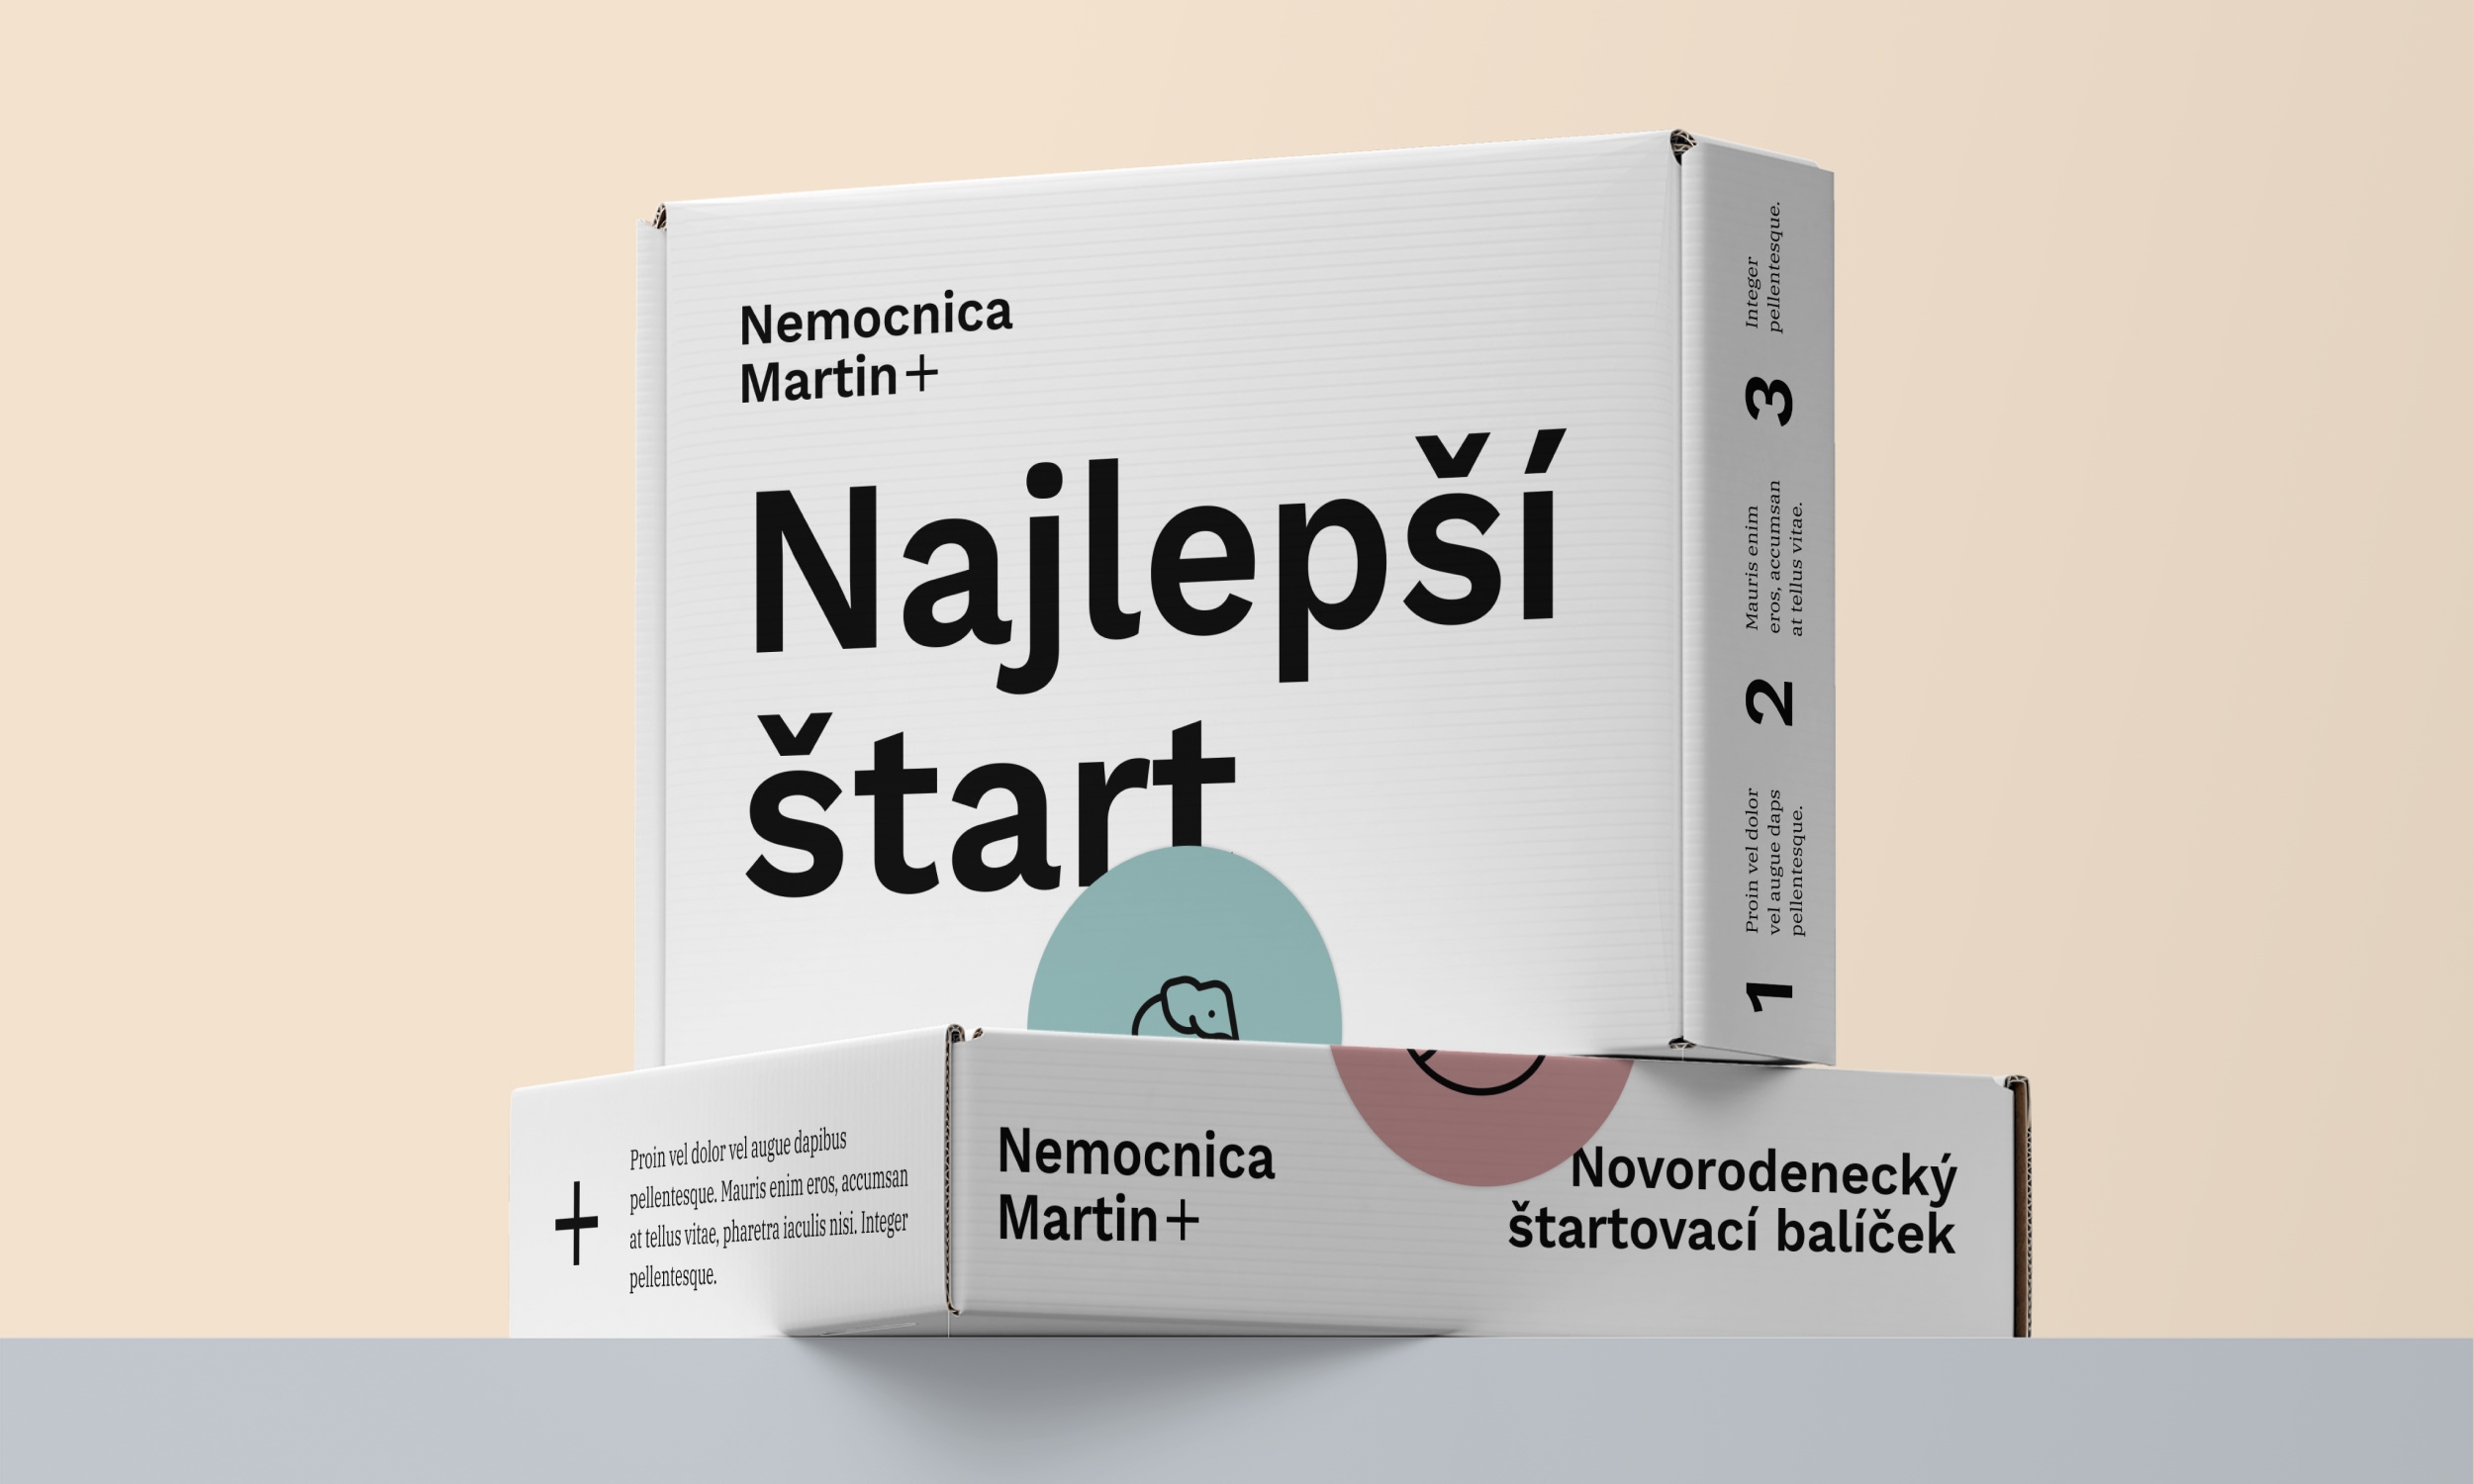 Nemocnica
Martin+
Najlepší
štart
1
Proin vel dolor
vel augue daps
pellentesque.
2
Mauris enim
eros, accumsan
at tellus vitae.
3
Integer
pellentesque.
+
Proin vel dolor vel augue dapibus
pellentesque. Mauris enim eros, accumsan
at tellus vitae, pharetra iaculis nisi. Integer
pellentesque.
Nemocnica
Martin+
Novorodenecký
štartovací balíček